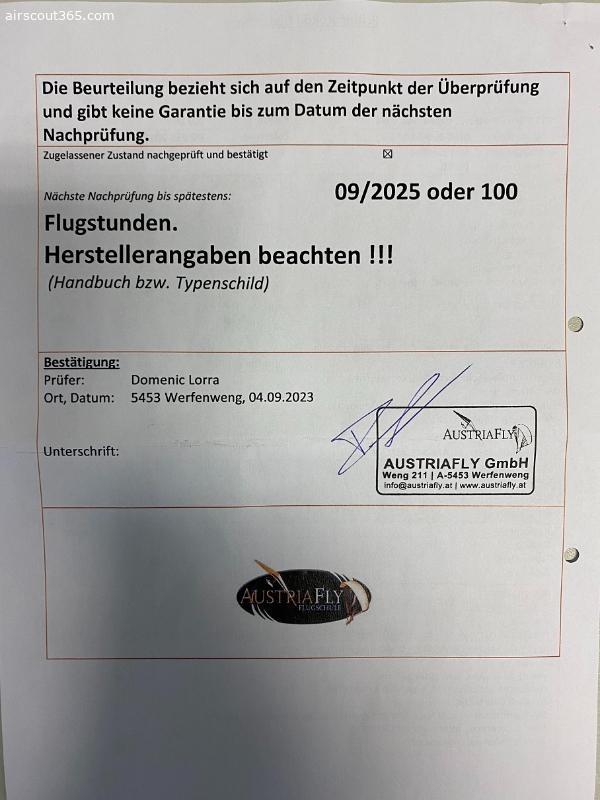 airscout365.com
Die Beurteilung bezieht sich auf den Zeitpunkt der Überprüfung
und gibt keine Garantie bis zum Datum der nächsten
Nachprüfung.
Zugelassener Zustand nachgeprüft und bestätigt ☒
Nächste Nachprüfung bis spätestens: 09/2025 oder 100
Flugstunden.
Herstellerangaben beachten !!!
(Handbuch bzw. Typenschild)
Bestätigung:
Prüfer: Domenic Lorra
Ort, Datum: 5453 Werfenweng, 04.09.2023
Unterschrift:
AUSTRIAFLY
AUSTRIAFLY GmbH
Weng 211 | A-5453 Werfenweng
info@austriafly.at | www.austriafly.at
AUSTRIAFLY
FLUGSCHULE